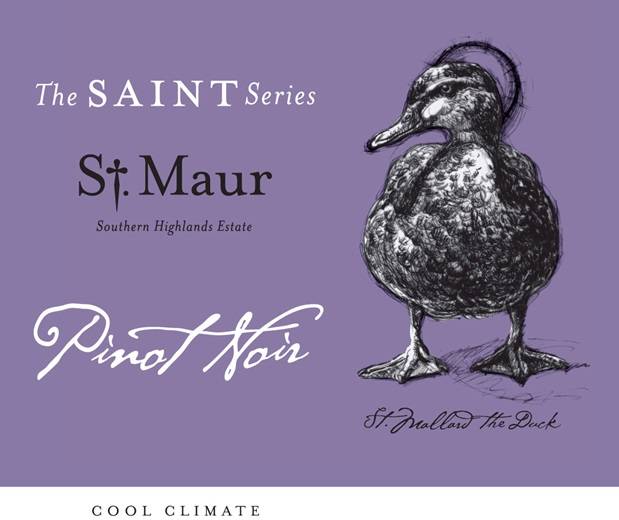 The SAINT Series
St. Maur
Southern Highlands Estate
Pinot Noir
St. Mallard the Duck
COOL CLIMATE